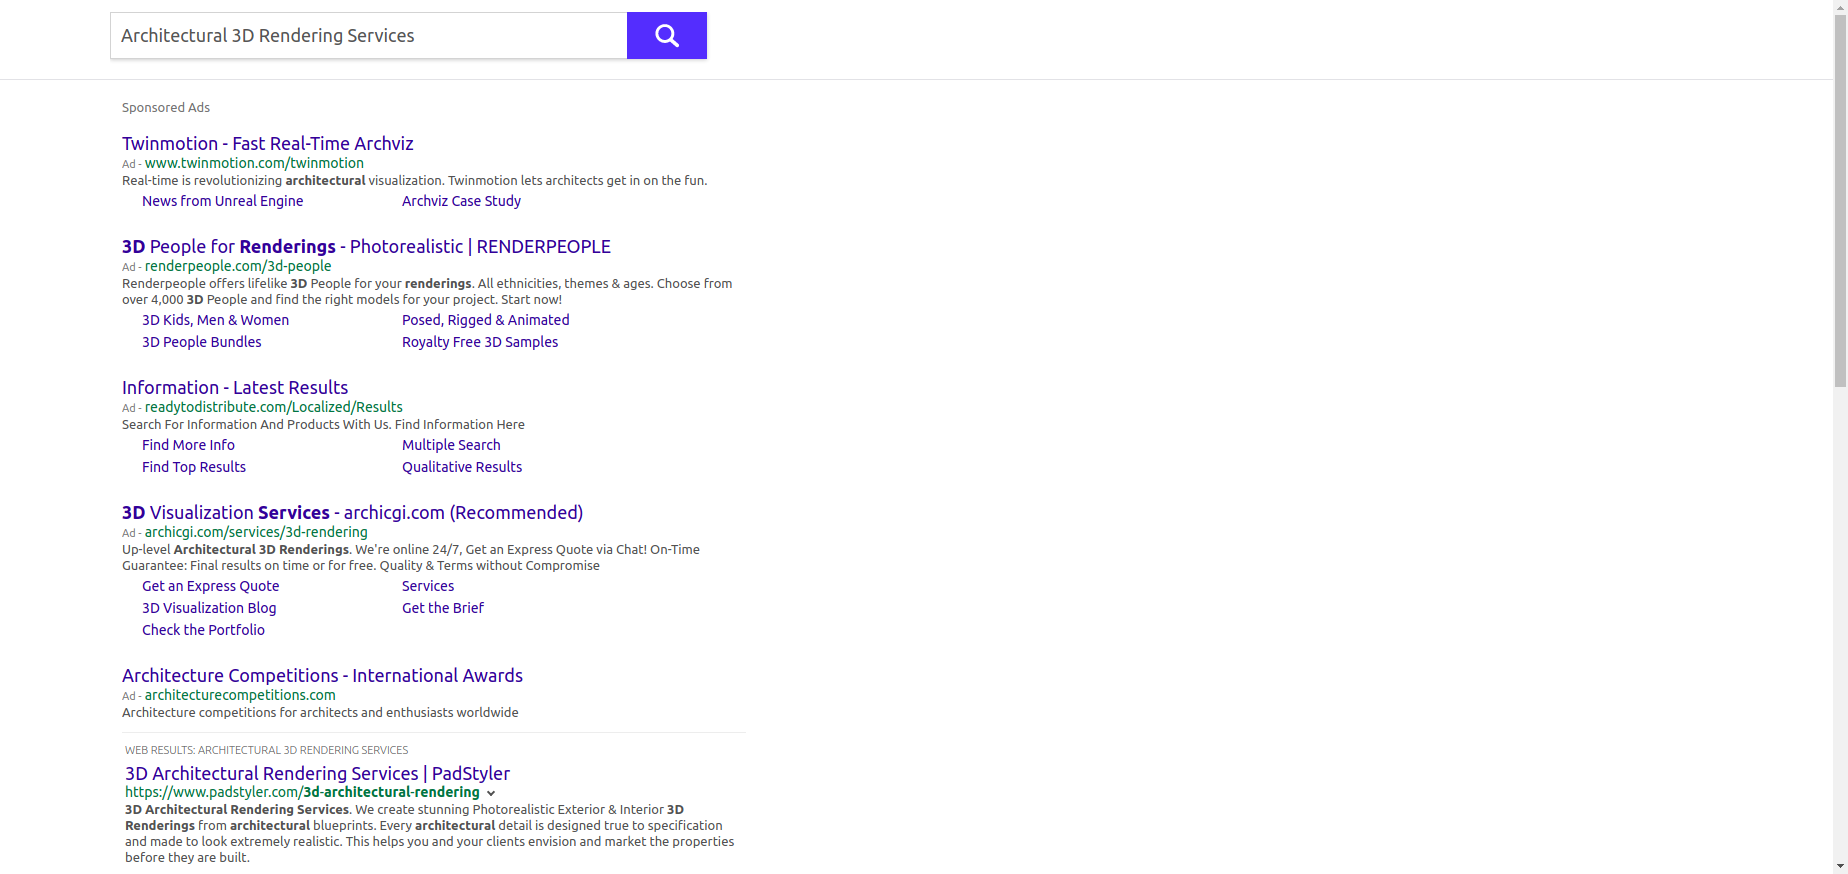 Architectural 3D Rendering Services
Sponsored Ads
Twinmotion - Fast Real-Time Archviz
Ad - www.twinmotion.com/twinmotion
Real-time is revolutionizing architectural visualization. Twinmotion lets architects get in on the fun.
News from Unreal Engine Archviz Case Study
3D People for Renderings - Photorealistic | RENDERPEOPLE
Ad - renderpeople.com/3d-people
Renderpeople offers lifelike 3D People for your renderings. All ethnicities, themes & ages. Choose from
over 4,000 3D People and find the right models for your project. Start now!
3D Kids, Men & Women Posed, Rigged & Animated
3D People Bundles Royalty Free 3D Samples
Information - Latest Results
Ad - readytodistribute.com/Localized/Results
Search For Information And Products With Us. Find Information Here
Find More Info Multiple Search
Find Top Results Qualitative Results
3D Visualization Services - archicgi.com (Recommended)
Ad - archicgi.com/services/3d-rendering
Up-level Architectural 3D Renderings. We're online 24/7, Get an Express Quote via Chat! On-Time
Guarantee: Final results on time or for free. Quality & Terms without Compromise
Get an Express Quote Services
3D Visualization Blog Get the Brief
Check the Portfolio
Architecture Competitions - International Awards
Ad - architecturecompetitions.com
Architecture competitions for architects and enthusiasts worldwide
WEB RESULTS: ARCHITECTURAL 3D RENDERING SERVICES
3D Architectural Rendering Services | PadStyler
https://www.padstyler.com/3d-architectural-rendering
3D Architectural Rendering Services. We create stunning Photorealistic Exterior & Interior 3D
Renderings from architectural blueprints. Every architectural detail is designed true to specification
and made to look extremely realistic. This helps you and your clients envision and market the properties
before they are built.